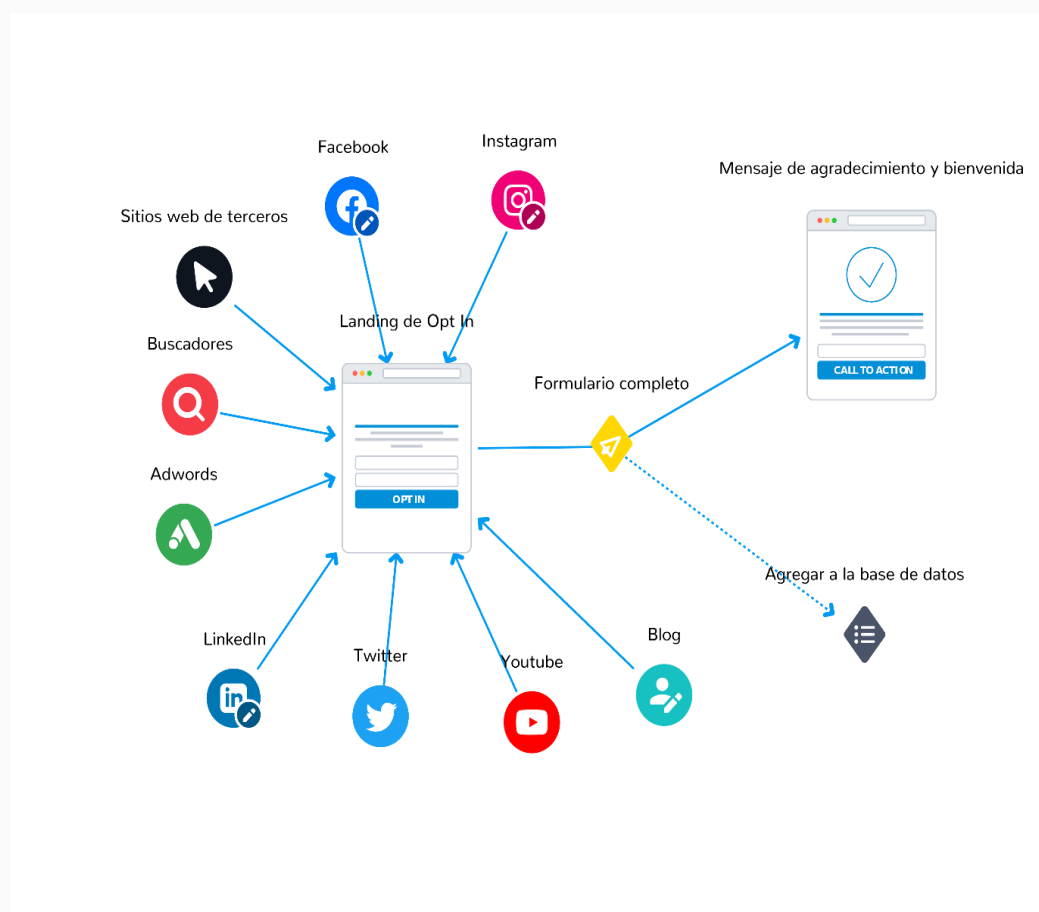 Instagram
Facebook
Mensaje de agradecimiento y bienvenida
Sitios web de terceros
Landing de Opt In
Buscadores
CALL TO ACTION
Formulario completo
Adwords
OPT IN
Agregar a la base de datos
LinkedIn
Twitter
Youtube
Blog